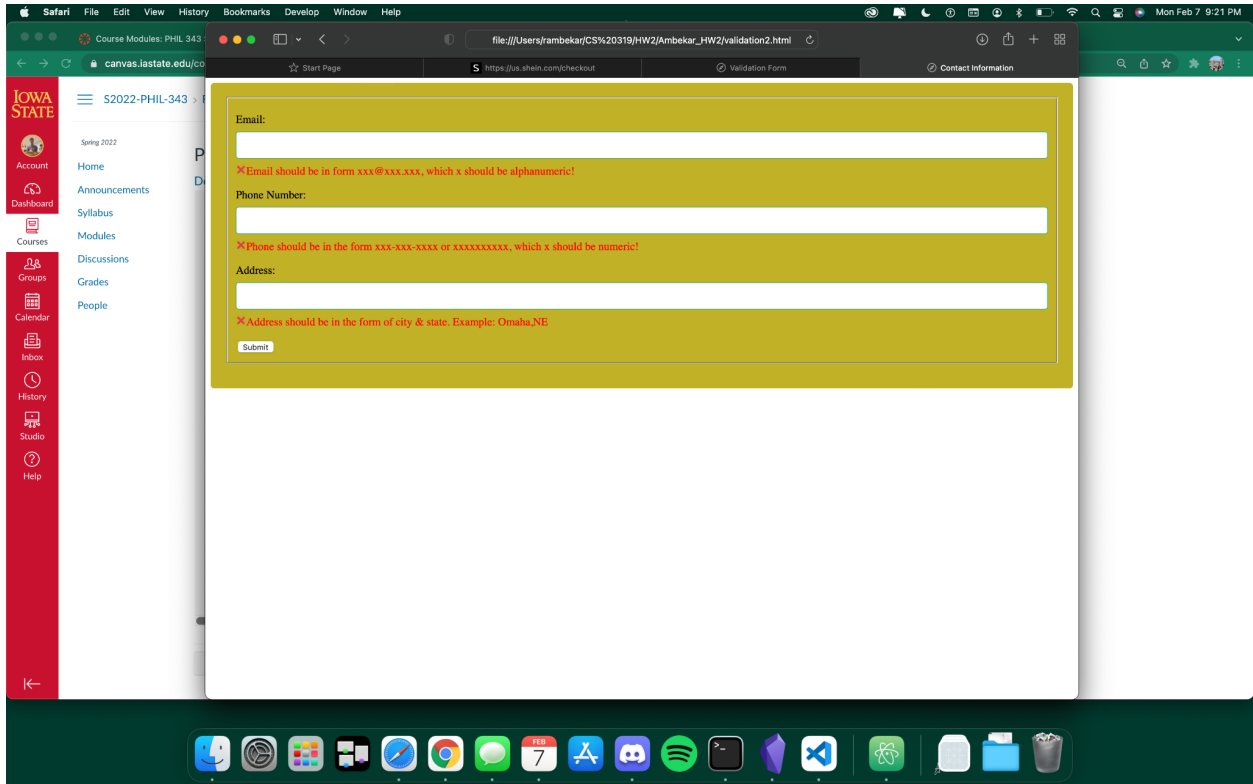 Safari File Edit View History Bookmarks Develop Window Help Mon Feb 7 9:21 PM
Course Modules: PHIL 343
file:///Users/rambekar/CS%20319/HW2/Ambekar_HW2/validation2.html
canvas.iastate.edu/co
Start Page
S https://us.shein.com/checkout
Validation Form
Contact Information
IOWA
STATE
S2022-PHIL-343 >
Spring 2022
Home
Announcements
Syllabus
Modules
Discussions
Grades
People
Account
Dashboard
Courses
Groups
Calendar
Inbox
History
Studio
Help
P
De
Email:
❌Email should be in form xxx@xxx.xxx, which x should be alphanumeric!
Phone Number:
❌Phone should be in the form xxx-xxx-xxxx or xxxxxxxxxx, which x should be numeric!
Address:
❌Address should be in the form of city & state. Example: Omaha,NE
Submit
FEB
7